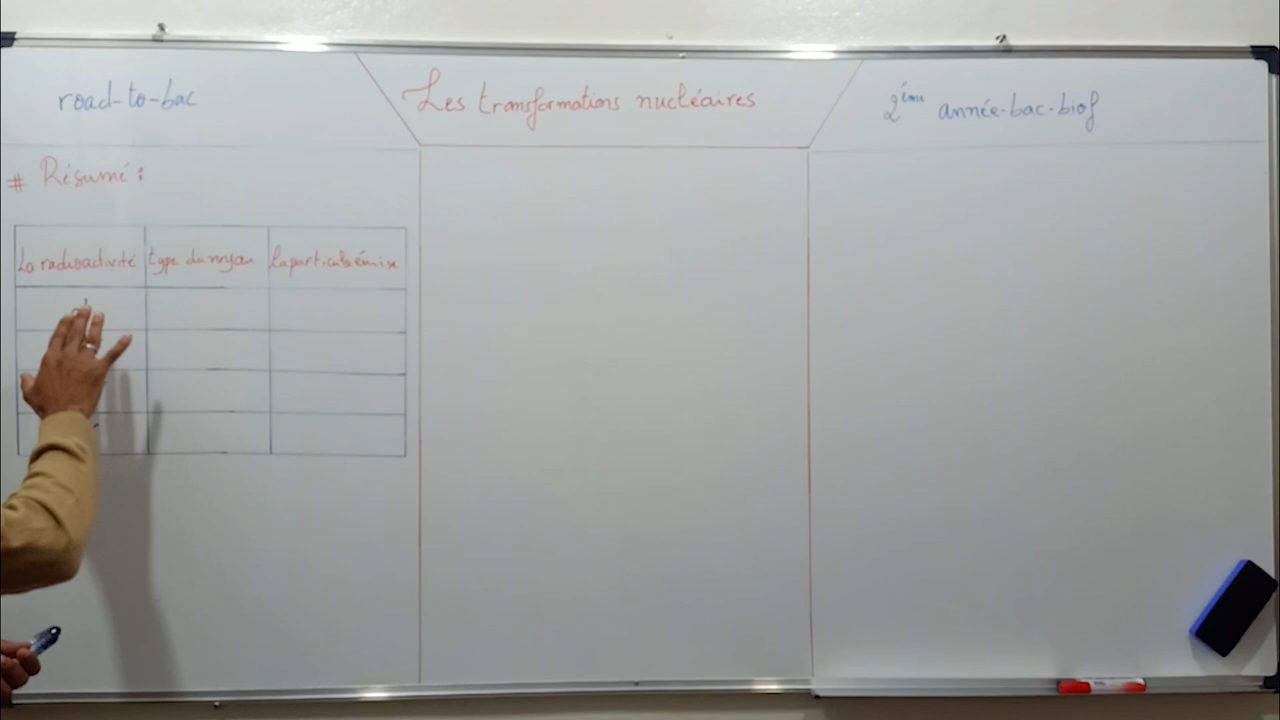 road-to-bac
Les transformations nucléaires
2ème année-bac-biof
# Résumé :
La radioactivité
type du noyau
La particule émise